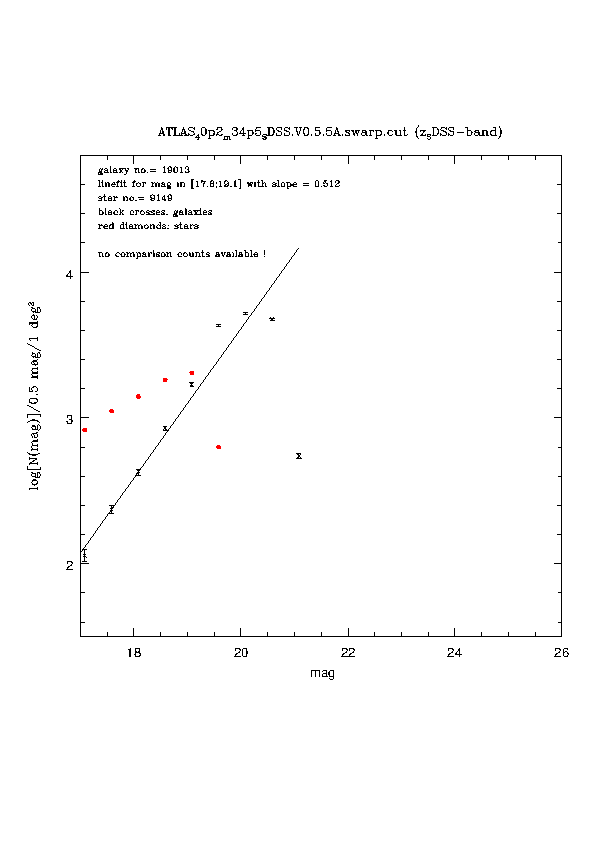 ATLAS₄0p2ₘ34p5ₛDSS.V0.5.5A.swarp.cut (zₛDSS−band)
galaxy no.= 19013
linefit for mag in [17.6;19.1] with slope = 0.512
star no.= 9149
black crosses: galaxies
red diamonds: stars
no comparison counts available !
log[N(mag)]/0.5 mag/1 deg²
4
3
2
18 20 22 24 26
mag